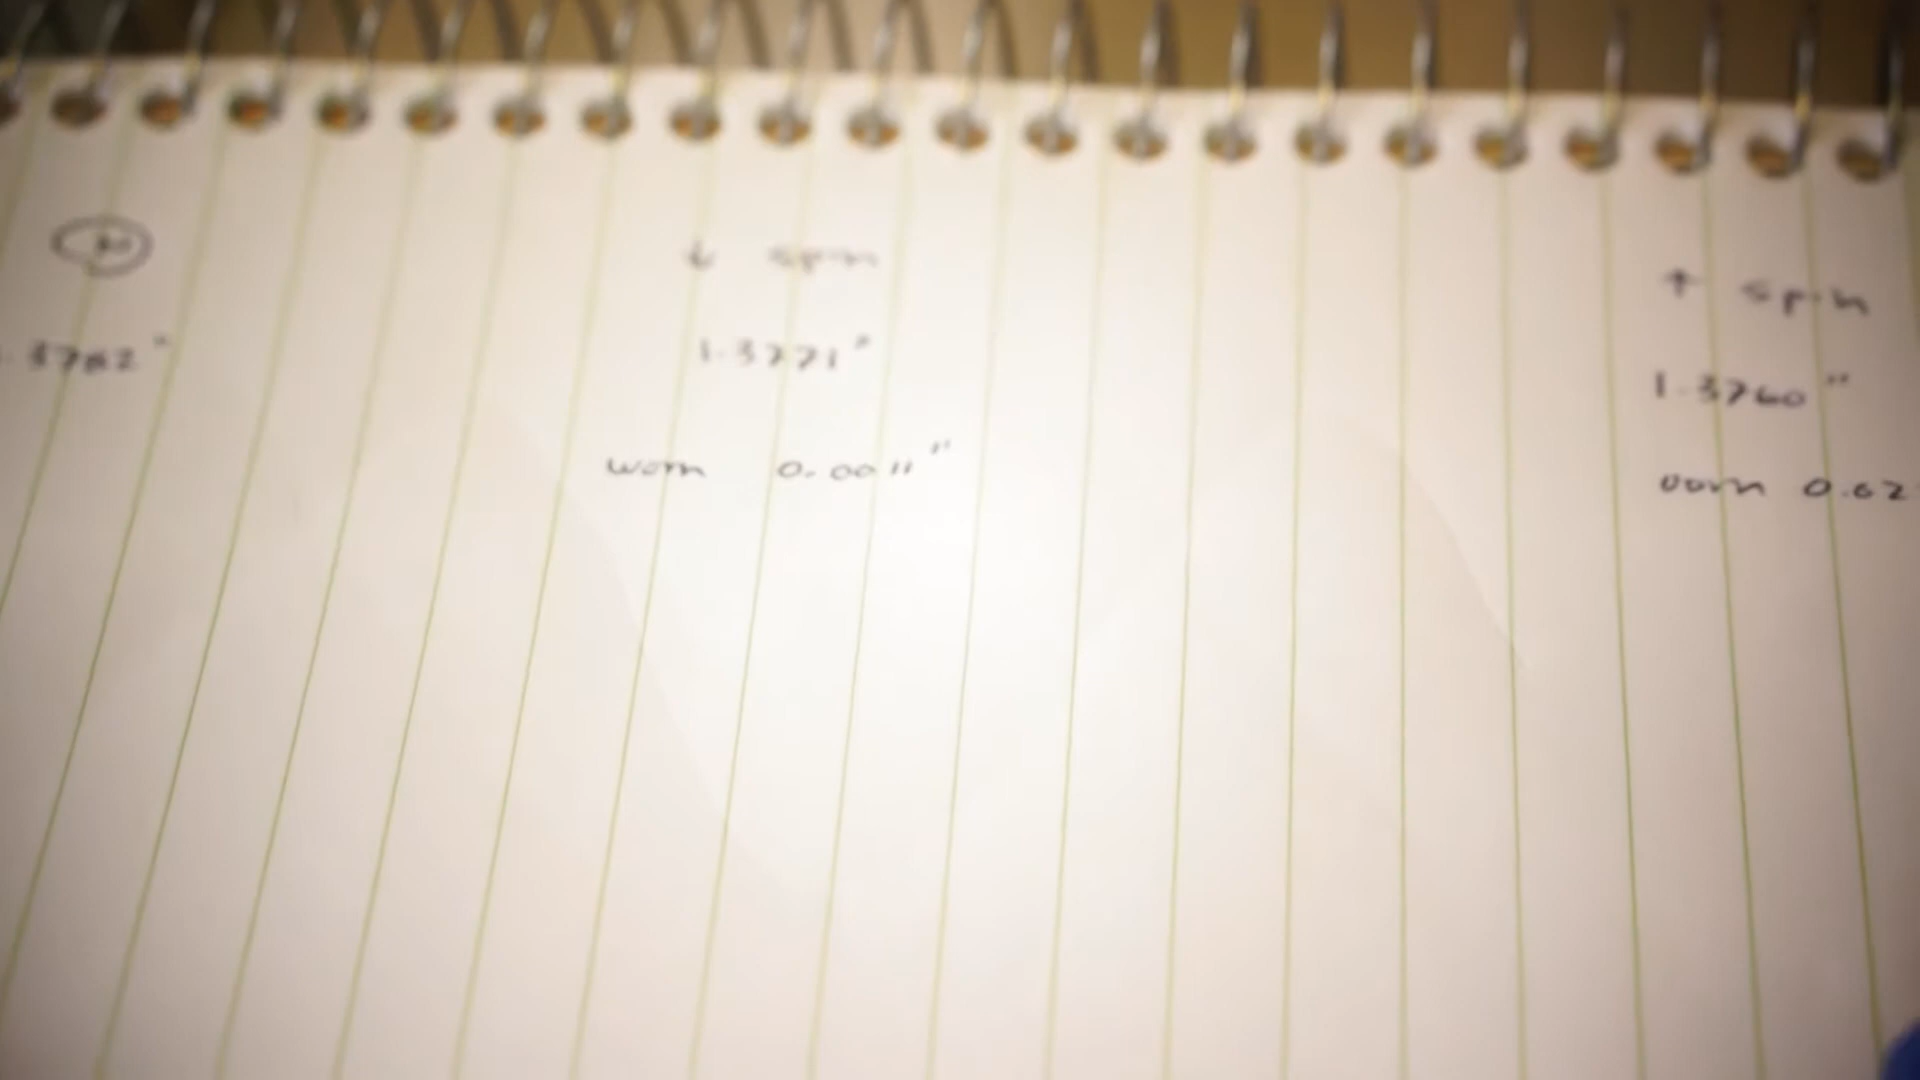 ↓ spin
↑ spin
.3782"
1.3771"
1.3760"
worn 0.0011"
worn 0.02